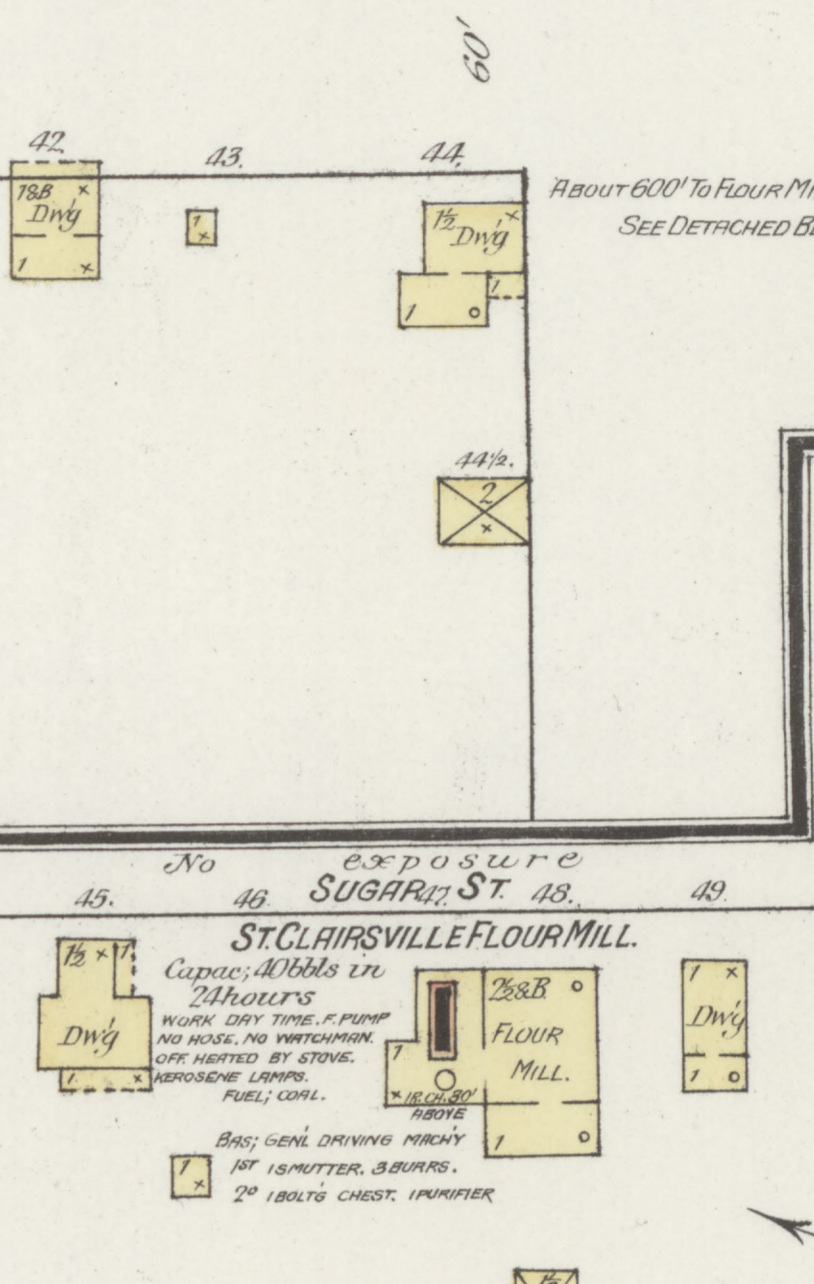 60'
42. 43. 44.
18B Dw'g
1
1
1½ Dw'g
1
1
ABOUT 600' TO FLOUR
SEE DETACHED
44½.
2
No exposure
SUGAR ST.
45. 46. 47. 48. 49.
ST. CLAIRSVILLE FLOUR MILL.
Capac; 40 bbls in
24 hours
WORK DAY TIME. F. PUMP
NO HOSE. NO WATCHMAN.
OFF. HEATED BY STOVE.
KEROSENE LAMPS.
FUEL; COAL.
1½ 1
Dw'g
1
1
2½&B.
FLOUR
MILL.
IR. CH. 30'
ABOVE
1
1
Dw'g
1
BAS; GEN'L DRIVING MACH'Y
1ST 1 SMUTTER. 3 BURRS.
2º 1 BOLT'G CHEST. 1 PURIFIER
1